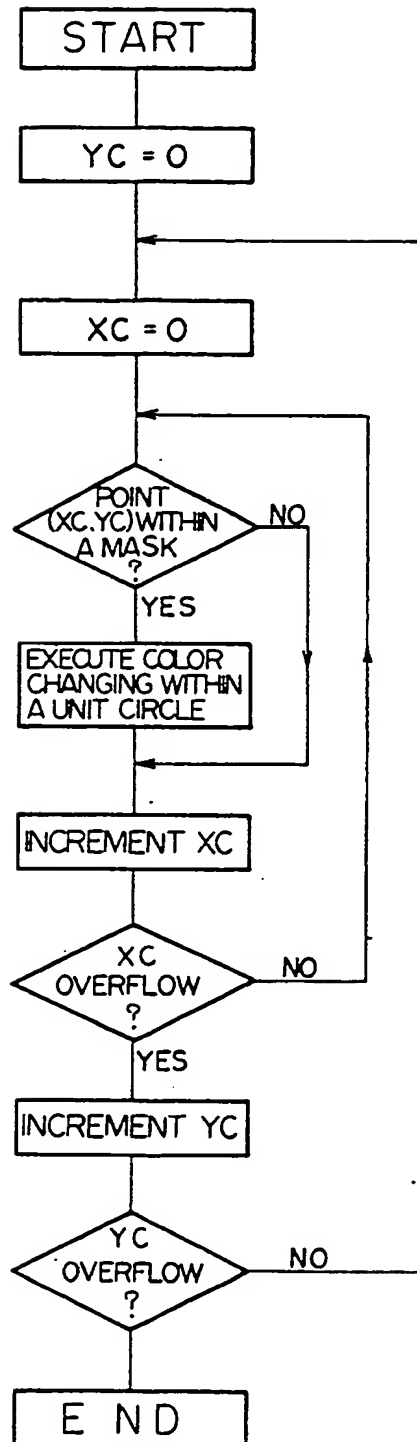 START
YC = 0
XC = 0
POINT
(XC.YC)WITHIN
A MASK
?
NO
YES
EXECUTE COLOR
CHANGING WITHIN
A UNIT CIRCLE
INCREMENT XC
XC
OVERFLOW
?
NO
YES
INCREMENT YC
YC
OVERFLOW
?
NO
END